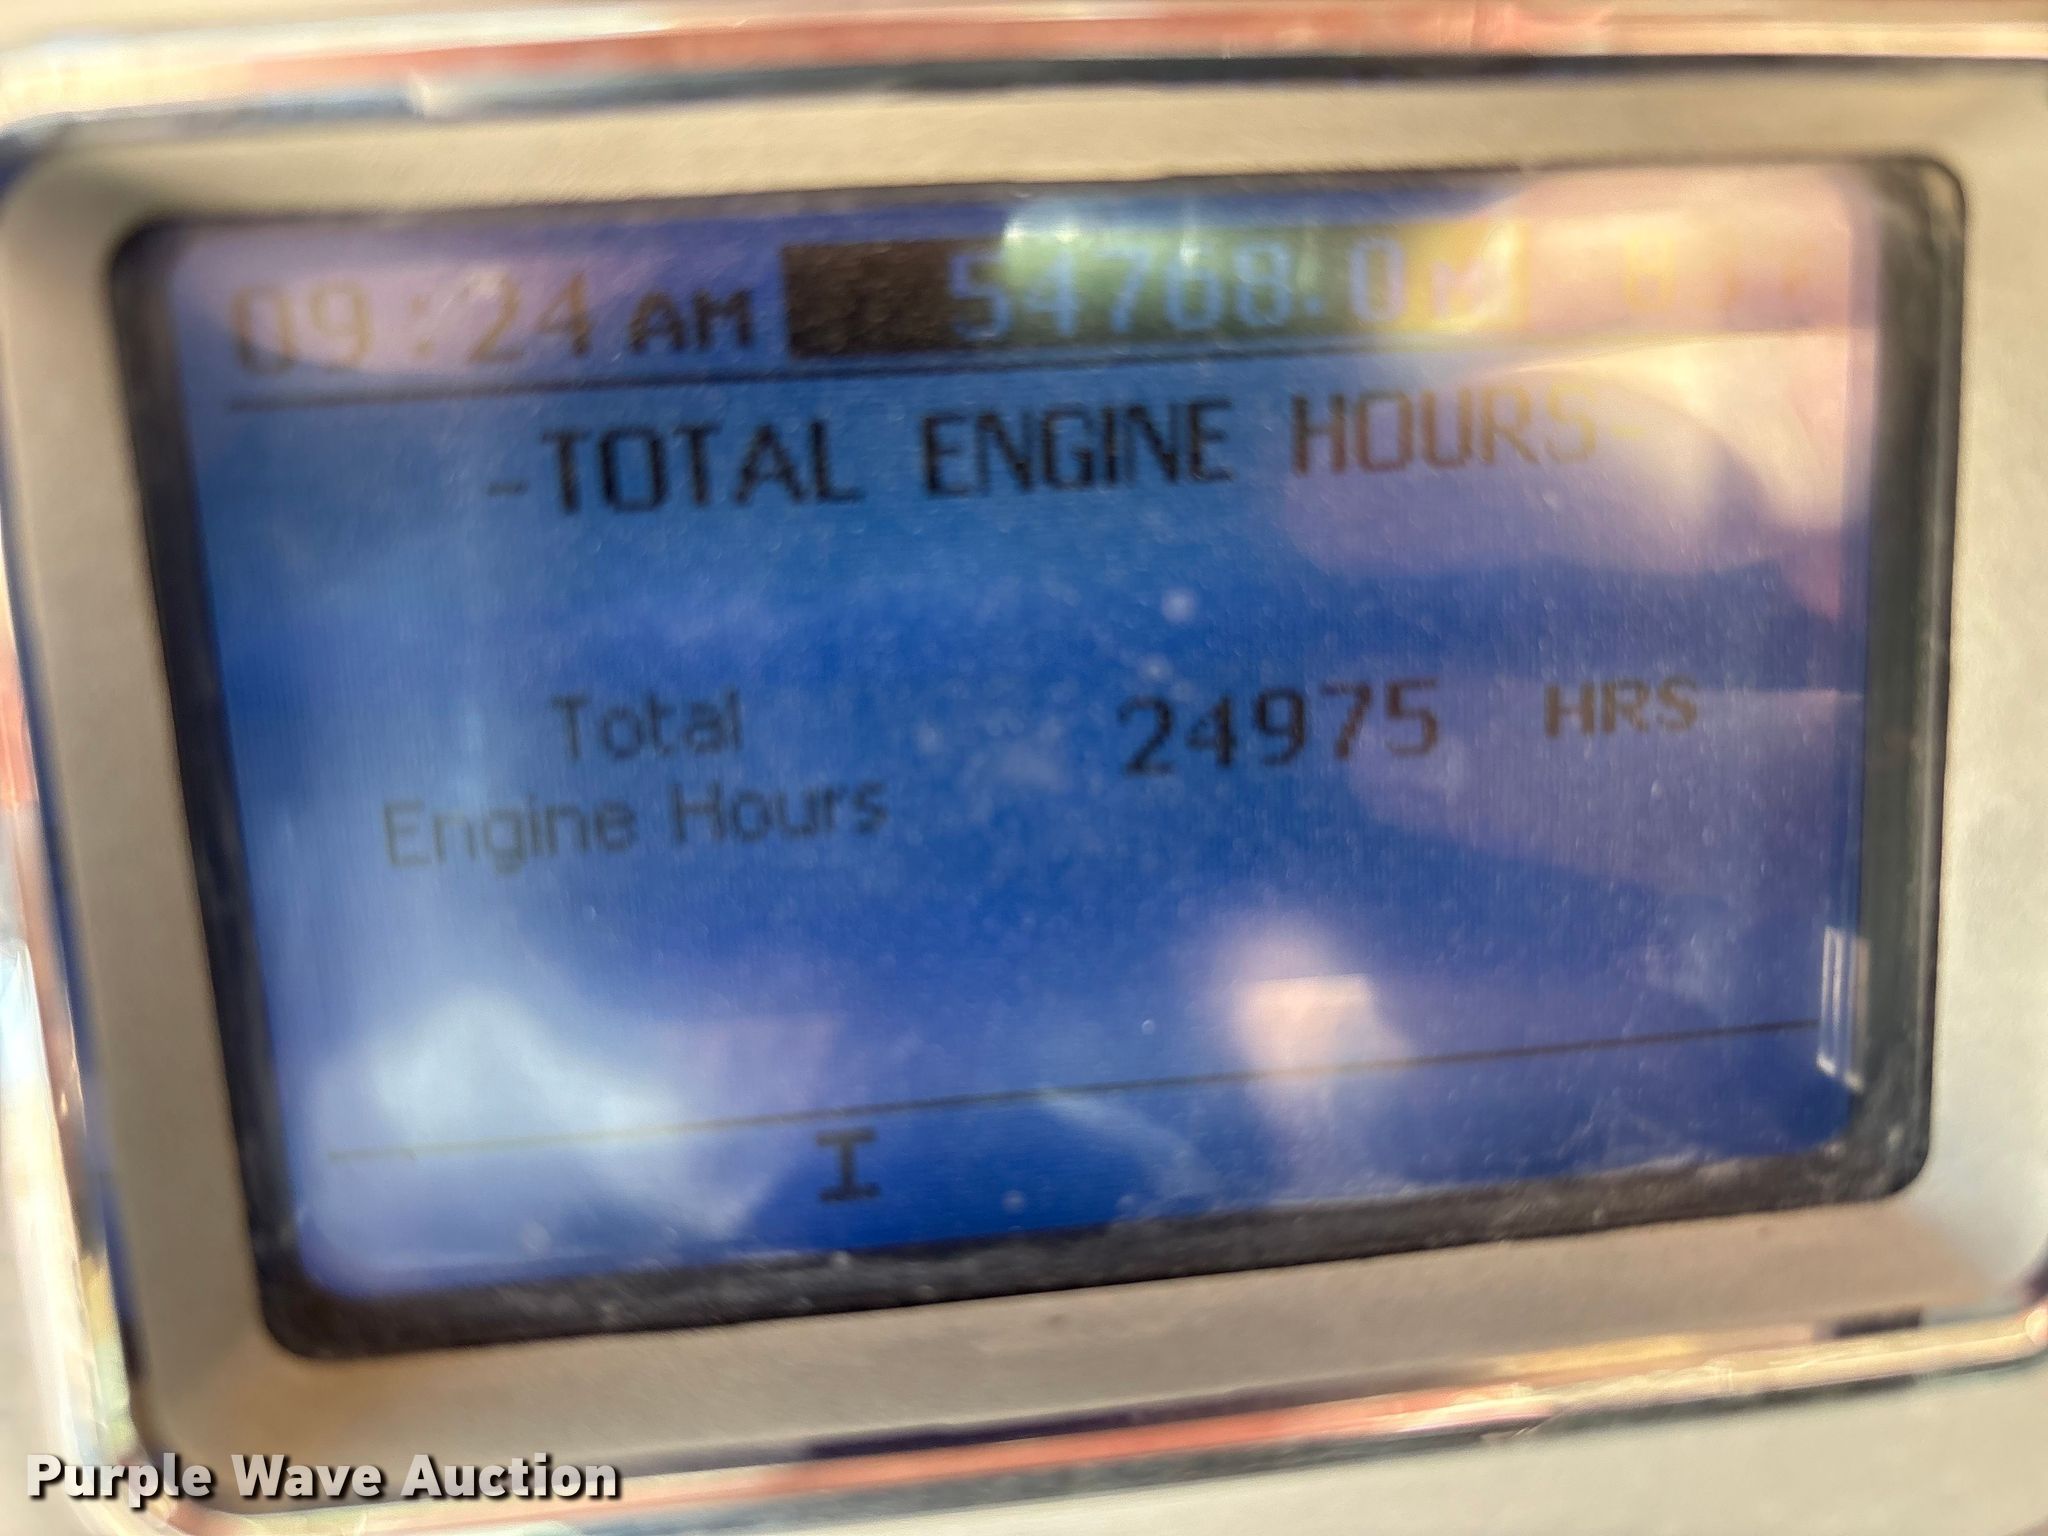 09:24 AM 54768.0
-TOTAL ENGINE HOURS-
Total 24975 HRS
Engine Hours
I
Purple Wave Auction